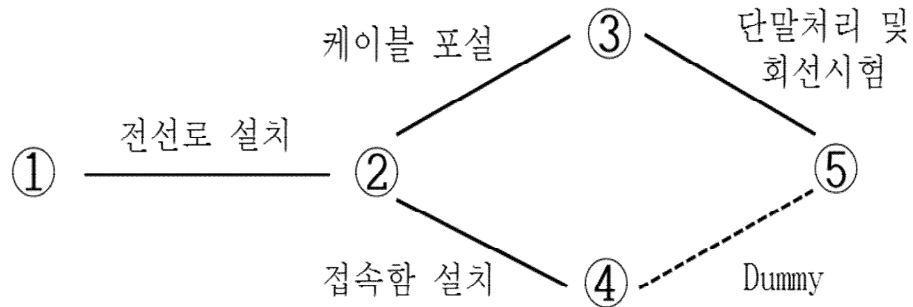 케이블 포설
③
단말처리 및
회선시험
전선로 설치
①
②
⑤
접속함 설치
④
Dummy